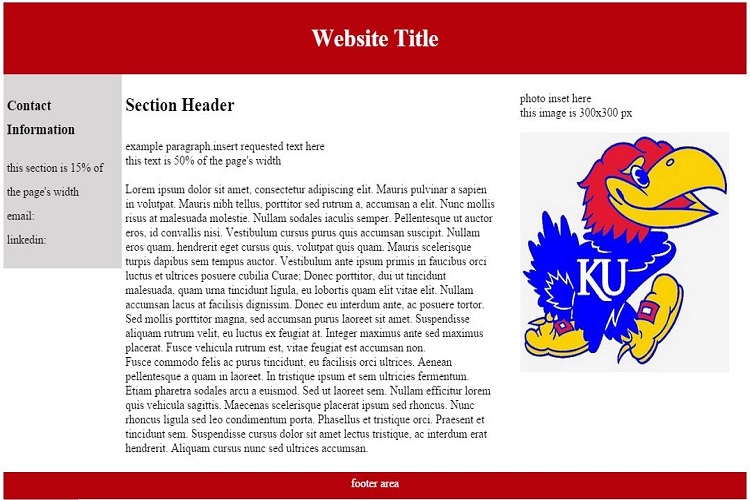 Website Title
Contact
Information
this section is 15% of
the page's width
email:
linkedin:
Section Header
example paragraph.insert requested text here
this text is 50% of the page's width
Lorem ipsum dolor sit amet, consectetur adipiscing elit. Mauris pulvinar a sapien
in volutpat. Mauris nibh tellus, porttitor sed rutrum a, accumsan a elit. Nunc mollis
risus at malesuada molestie. Nullam sodales iaculis semper. Pellentesque ut auctor
eros, id convallis nisi. Vestibulum cursus purus quis accumsan suscipit. Nullam
eros quam, hendrerit eget cursus quis, volutpat quis quam. Mauris scelerisque
turpis dapibus sem tempus auctor. Vestibulum ante ipsum primis in faucibus orci
luctus et ultrices posuere cubilia Curae; Donec porttitor, dui ut tincidunt
malesuada, quam urna tincidunt ligula, eu lobortis quam elit vitae elit. Nullam
accumsan lacus at facilisis dignissim. Donec eu interdum ante, ac posuere tortor.
Sed mollis porttitor magna, sed accumsan purus laoreet sit amet. Suspendisse
aliquam rutrum velit, eu luctus ex feugiat at. Integer maximus ante sed maximus
placerat. Fusce vehicula rutrum est, vitae feugiat est accumsan non.
Fusce commodo felis ac purus tincidunt, eu facilisis orci ultrices. Aenean
pellentesque a quam in laoreet. In tristique ipsum et sem ultricies fermentum.
Etiam pharetra sodales arcu a euismod. Sed ut laoreet sem. Nullam efficitur lorem
quis vehicula sagittis. Maecenas scelerisque placerat ipsum sed rhoncus. Nunc
rhoncus ligula sed leo condimentum porta. Phasellus et tristique orci. Praesent et
tincidunt sem. Suspendisse cursus dolor sit amet lectus tristique, ac interdum erat
hendrerit. Aliquam cursus nunc sed ultrices accumsan.
photo inset here
this image is 300x300 px
KU
footer area